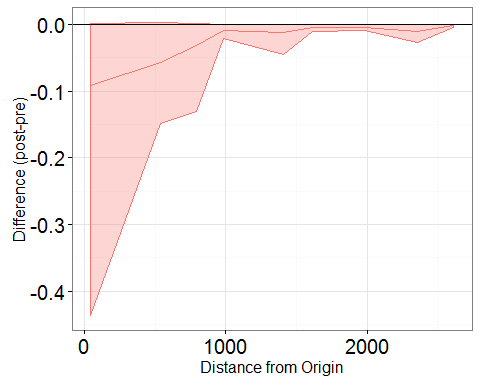 0.0
-0.1
-0.2
-0.3
-0.4
Difference (post-pre)
0 1000 2000
Distance from Origin